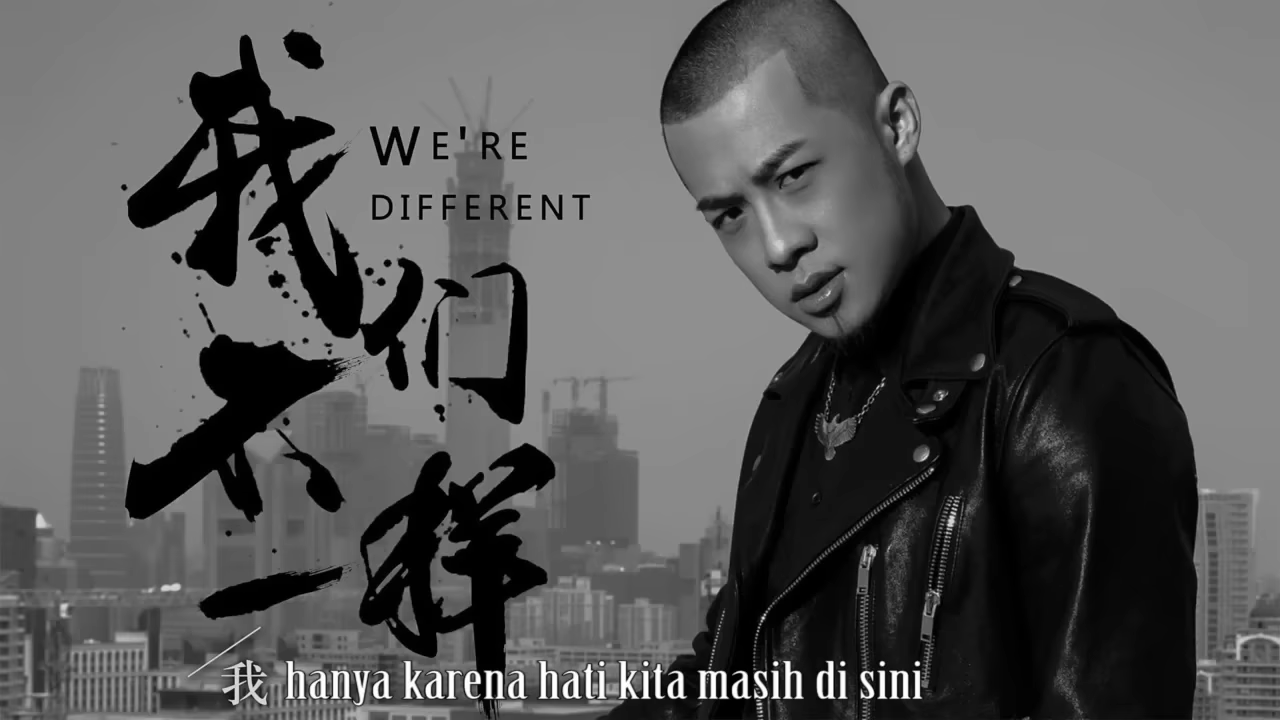 我们不一样
WE'RE
DIFFERENT
我 hanya karena hati kita masih di sini